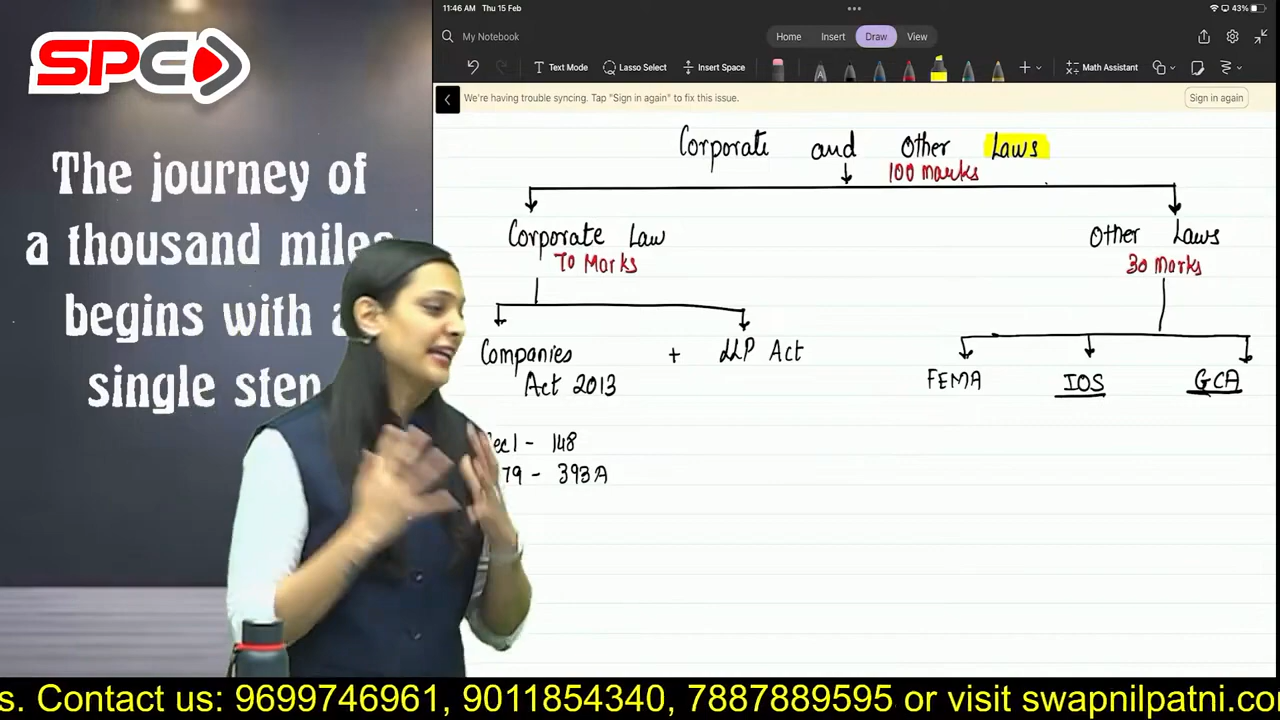 11:46 AM Thu 15 Feb
43%
My Notebook
Home Insert Draw View
Text Mode Lasso Select Insert Space Math Assistant
We're having trouble syncing. Tap "Sign in again" to fix this issue.
Sign in again
SPC
The journey of
a thousand miles
begins with a
single step
Corporate and Other Laws
100 marks
Corporate Law
70 Marks
Other Laws
30 Marks
Companies + LLP Act
Act 2013
FEMA IOS GCA
ec 1 - 148
79 - 393A
s. Contact us: 9699746961, 9011854340, 7887889595 or visit swapnilpatni.co